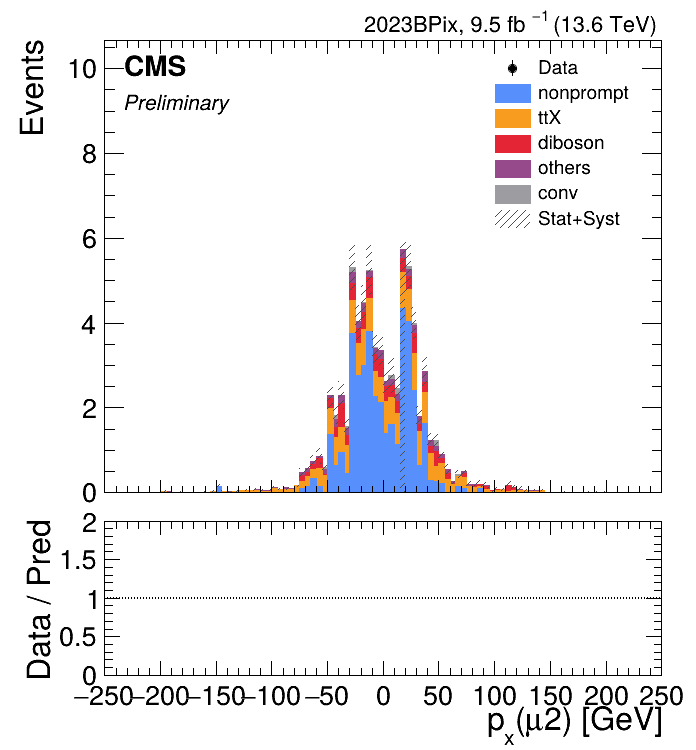 2023BPix, 9.5 fb⁻¹ (13.6 TeV)
Events
CMS
Preliminary
Data
nonprompt
ttX
diboson
others
conv
Stat+Syst
10
8
6
4
2
0
Data / Pred
2
1.5
1
0.5
0
−250 −200 −150 −100 −50 0 50 100 150 200 250
pₓ(μ2) [GeV]